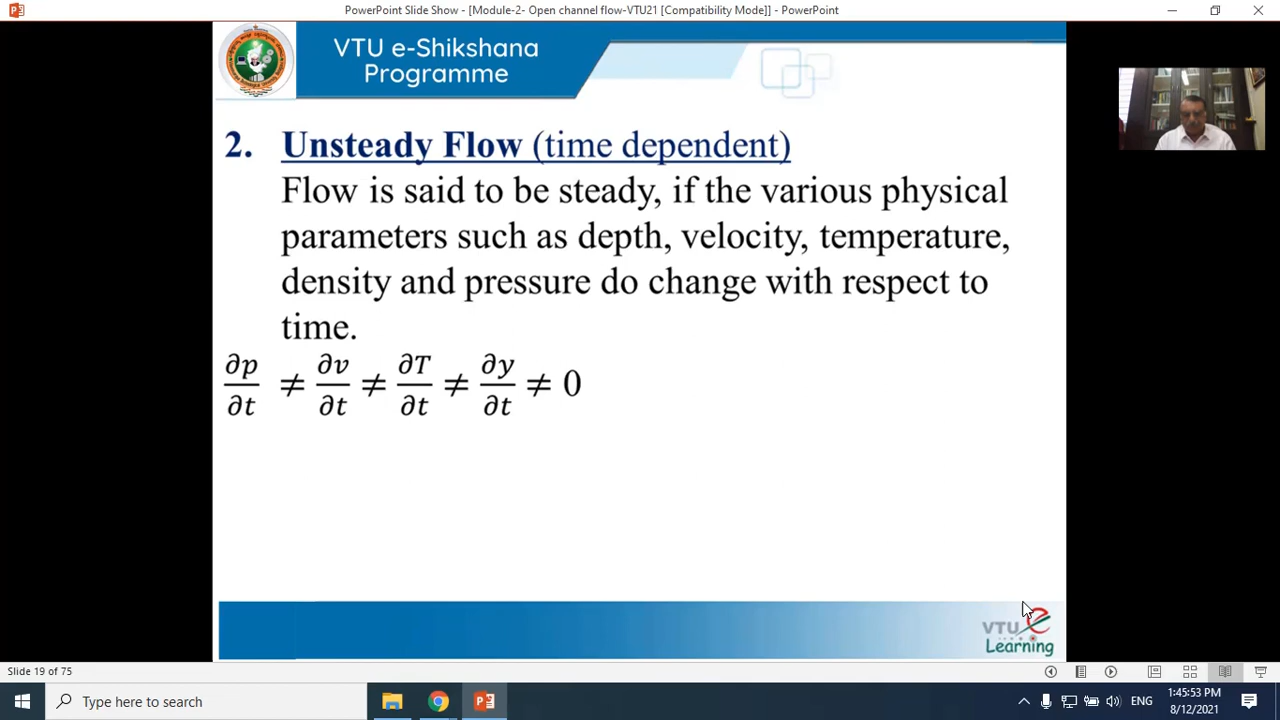 PowerPoint Slide Show - [Module-2- Open channel flow-VTU21 [Compatibility Mode]] - PowerPoint
VTU e-Shikshana
Programme
2. Unsteady Flow (time dependent)
Flow is said to be steady, if the various physical
parameters such as depth, velocity, temperature,
density and pressure do change with respect to
time.
∂p/∂t ≠ ∂v/∂t ≠ ∂T/∂t ≠ ∂y/∂t ≠ 0
VTU e
Learning
Slide 19 of 75
Type here to search
ENG
1:45:53 PM
8/12/2021